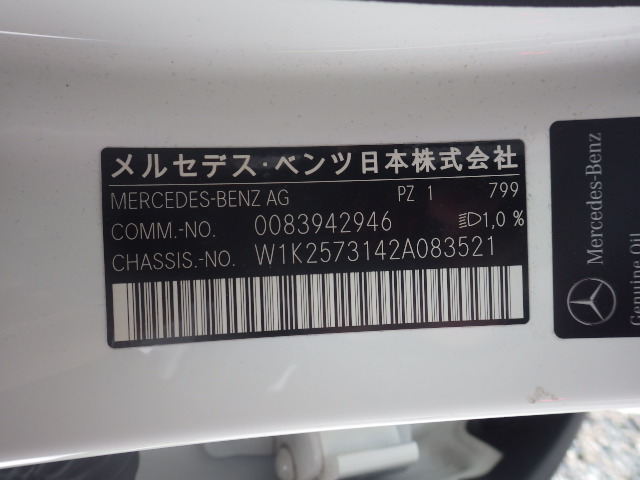 メルセデス・ベンツ日本株式会社
MERCEDES-BENZ AG PZ 1 799
COMM.-NO. 0083942946 1,0 %
CHASSIS.-NO. W1K2573142A083521
Mercedes-Benz
Genuine Oil